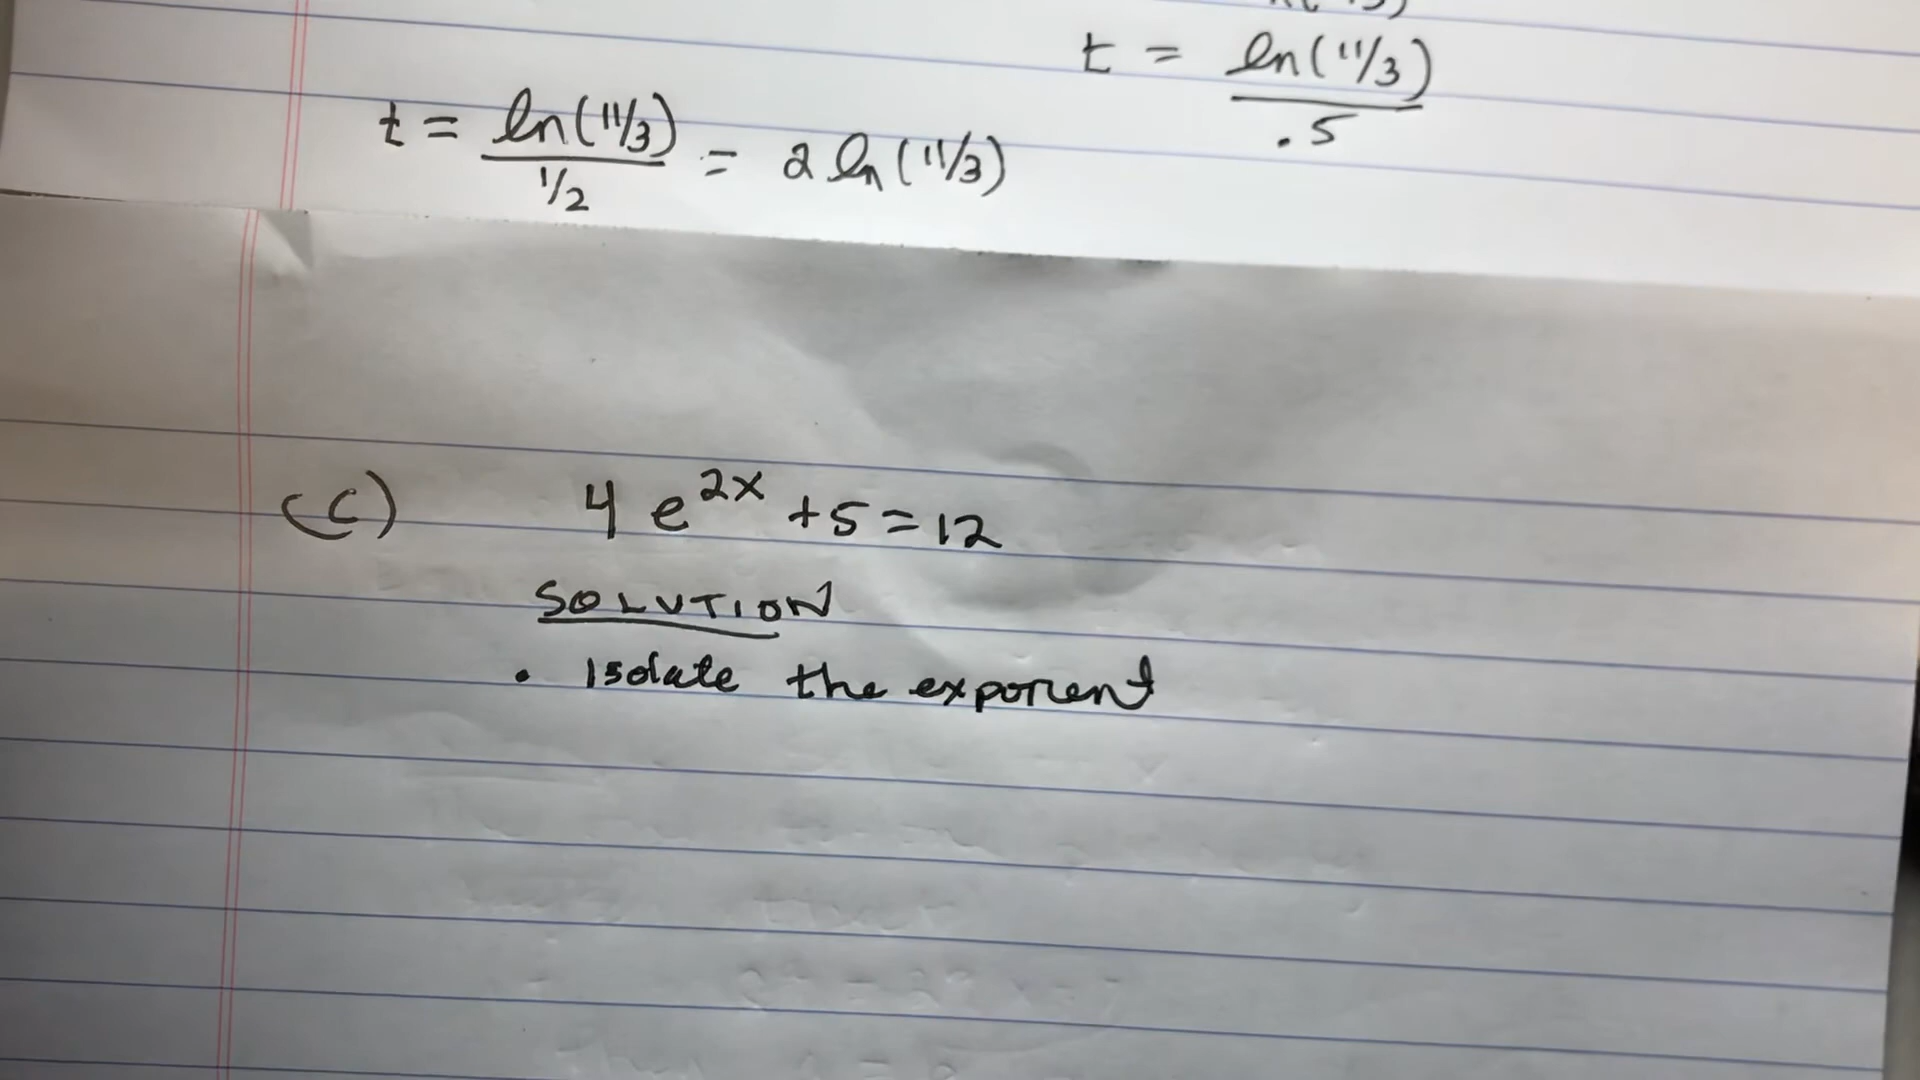 t = ln(11/3) / .5
t = ln(11/3) / 1/2 = 2 ln(11/3)
(c) 4 e^2x + 5 = 12
SOLUTION
• Isolate the exponent